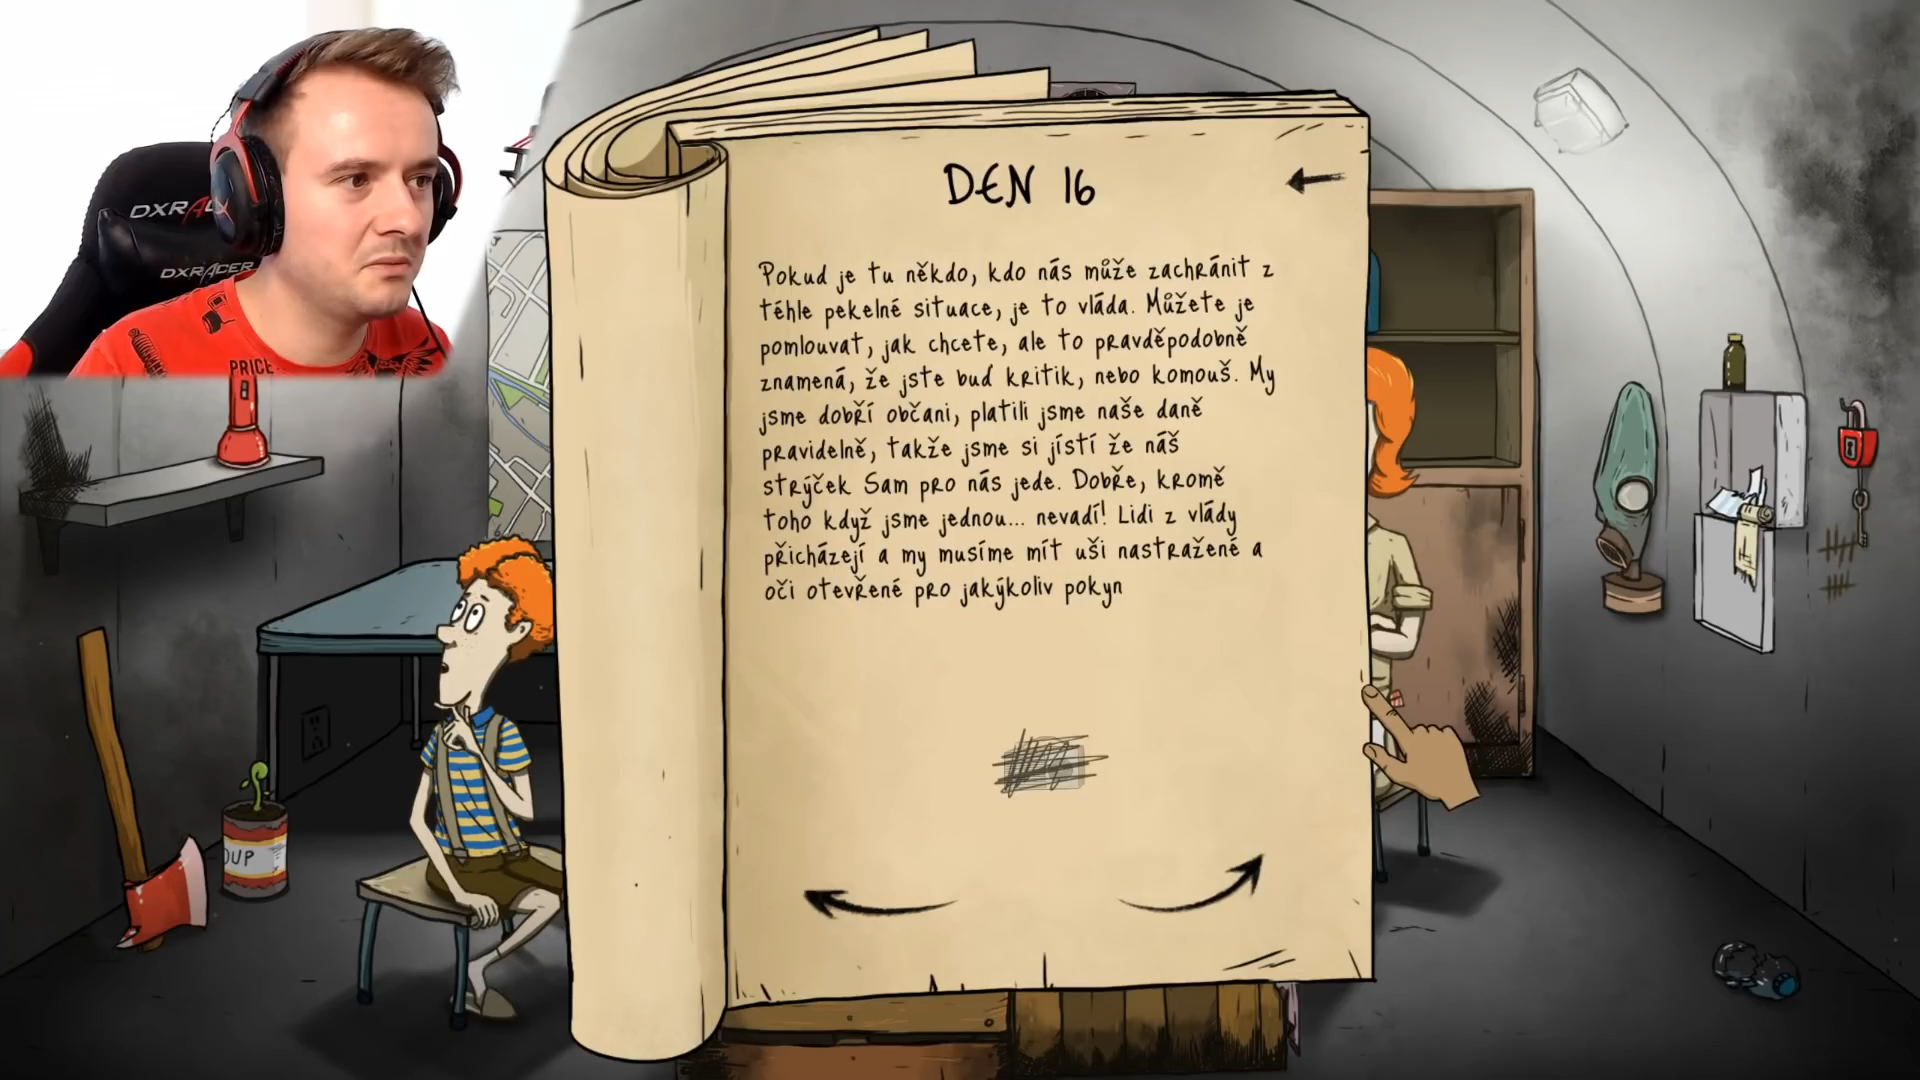 DXRACER
DXRACER
PRICE
DEN 16
Pokud je tu někdo, kdo nás může zachránit z
téhle pekelné situace, je to vláda. Můžete je
pomlouvat, jak chcete, ale to pravděpodobně
znamená, že jste buď kritik, nebo komouš. My
jsme dobří občani, platili jsme naše daně
pravidelně, takže jsme si jístí že náš
strýček Sam pro nás jede. Dobře, kromě
toho když jsme jednou... nevadí! Lidi z vlády
přicházejí a my musíme mít uši nastražené a
oči otevřené pro jakýkoliv pokyn
OUP